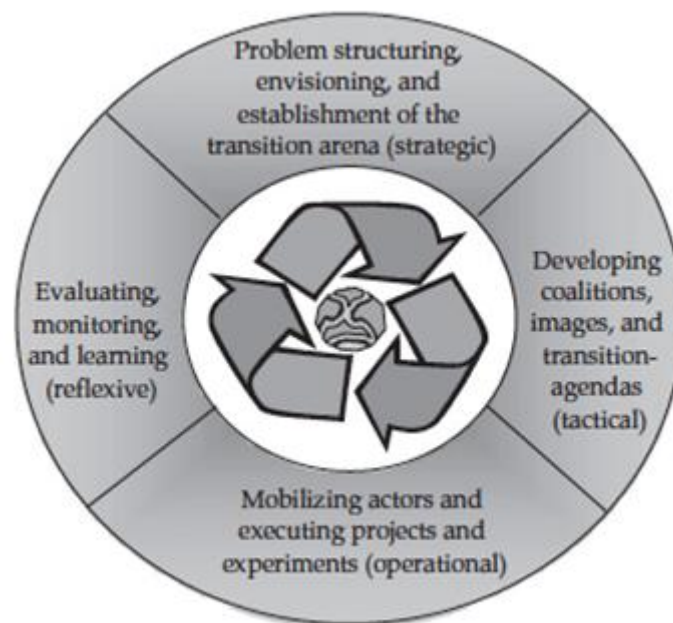 Problem structuring,
envisioning, and
establishment of the
transition arena (strategic)
Developing
coalitions,
images, and
transition-
agendas
(tactical)
Mobilizing actors and
executing projects and
experiments (operational)
Evaluating,
monitoring,
and learning
(reflexive)